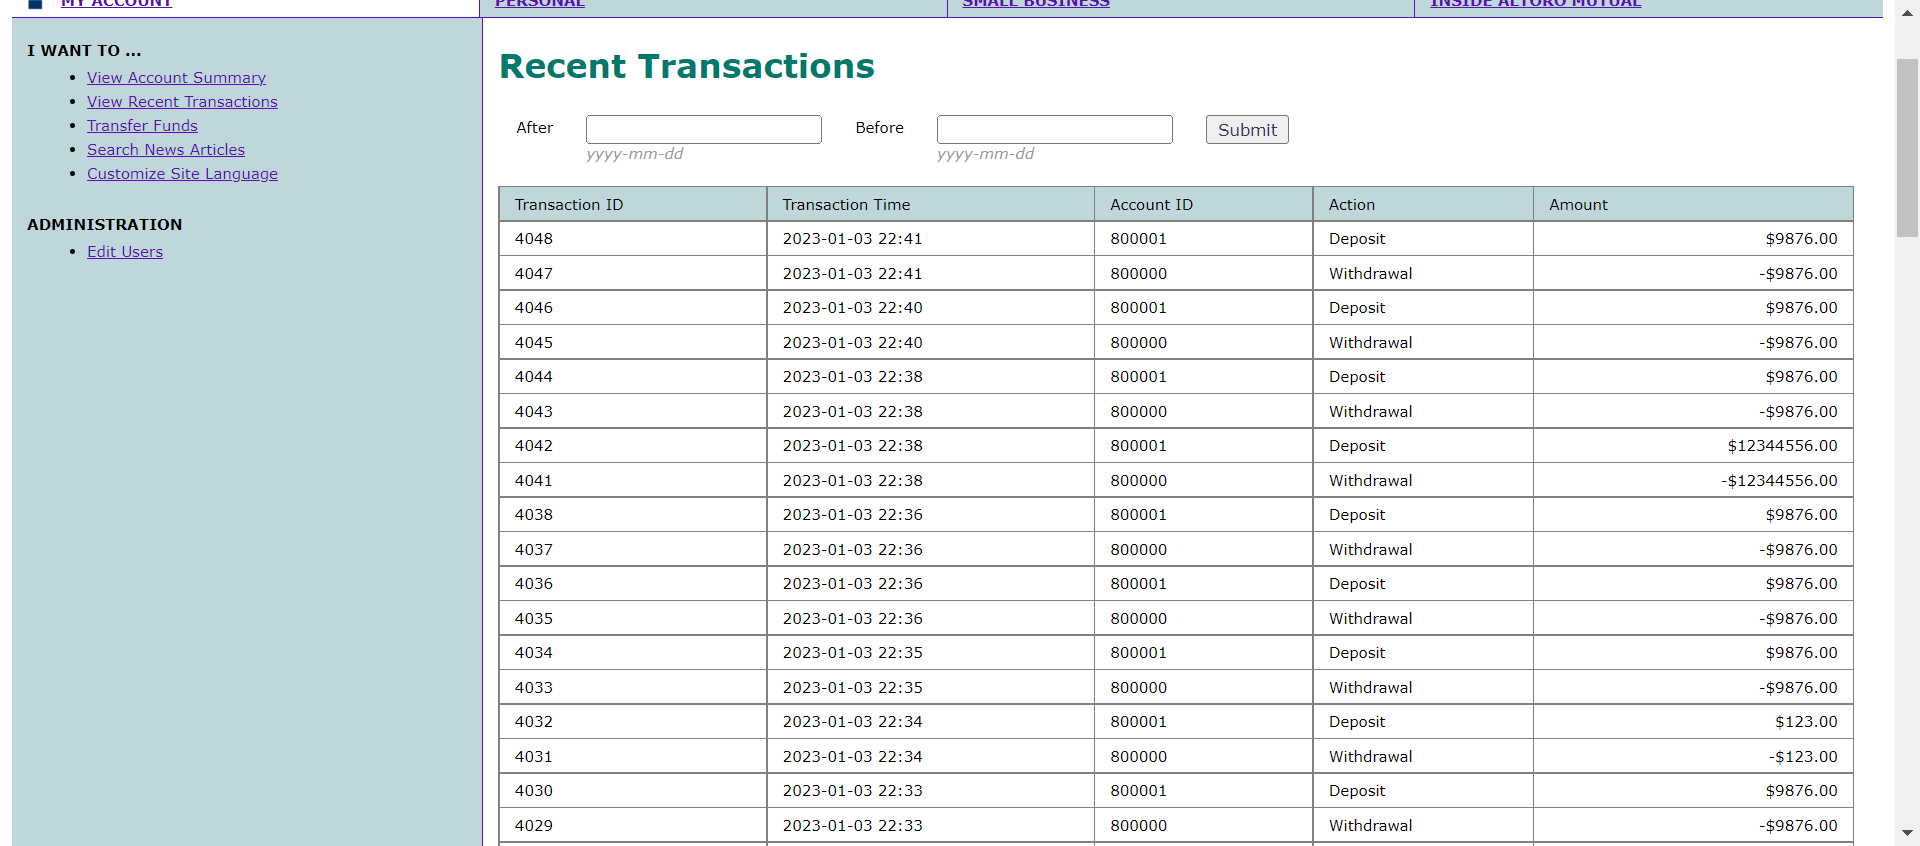 MY ACCOUNT PERSONAL SMALL BUSINESS INSIDE ALTORO MUTUAL
I WANT TO ...
View Account Summary
View Recent Transactions
Transfer Funds
Search News Articles
Customize Site Language
ADMINISTRATION
Edit Users
Recent Transactions
After Before Submit
yyyy-mm-dd yyyy-mm-dd
Transaction ID Transaction Time Account ID Action Amount
4048 2023-01-03 22:41 800001 Deposit $9876.00
4047 2023-01-03 22:41 800000 Withdrawal -$9876.00
4046 2023-01-03 22:40 800001 Deposit $9876.00
4045 2023-01-03 22:40 800000 Withdrawal -$9876.00
4044 2023-01-03 22:38 800001 Deposit $9876.00
4043 2023-01-03 22:38 800000 Withdrawal -$9876.00
4042 2023-01-03 22:38 800001 Deposit $12344556.00
4041 2023-01-03 22:38 800000 Withdrawal -$12344556.00
4038 2023-01-03 22:36 800001 Deposit $9876.00
4037 2023-01-03 22:36 800000 Withdrawal -$9876.00
4036 2023-01-03 22:36 800001 Deposit $9876.00
4035 2023-01-03 22:36 800000 Withdrawal -$9876.00
4034 2023-01-03 22:35 800001 Deposit $9876.00
4033 2023-01-03 22:35 800000 Withdrawal -$9876.00
4032 2023-01-03 22:34 800001 Deposit $123.00
4031 2023-01-03 22:34 800000 Withdrawal -$123.00
4030 2023-01-03 22:33 800001 Deposit $9876.00
4029 2023-01-03 22:33 800000 Withdrawal -$9876.00